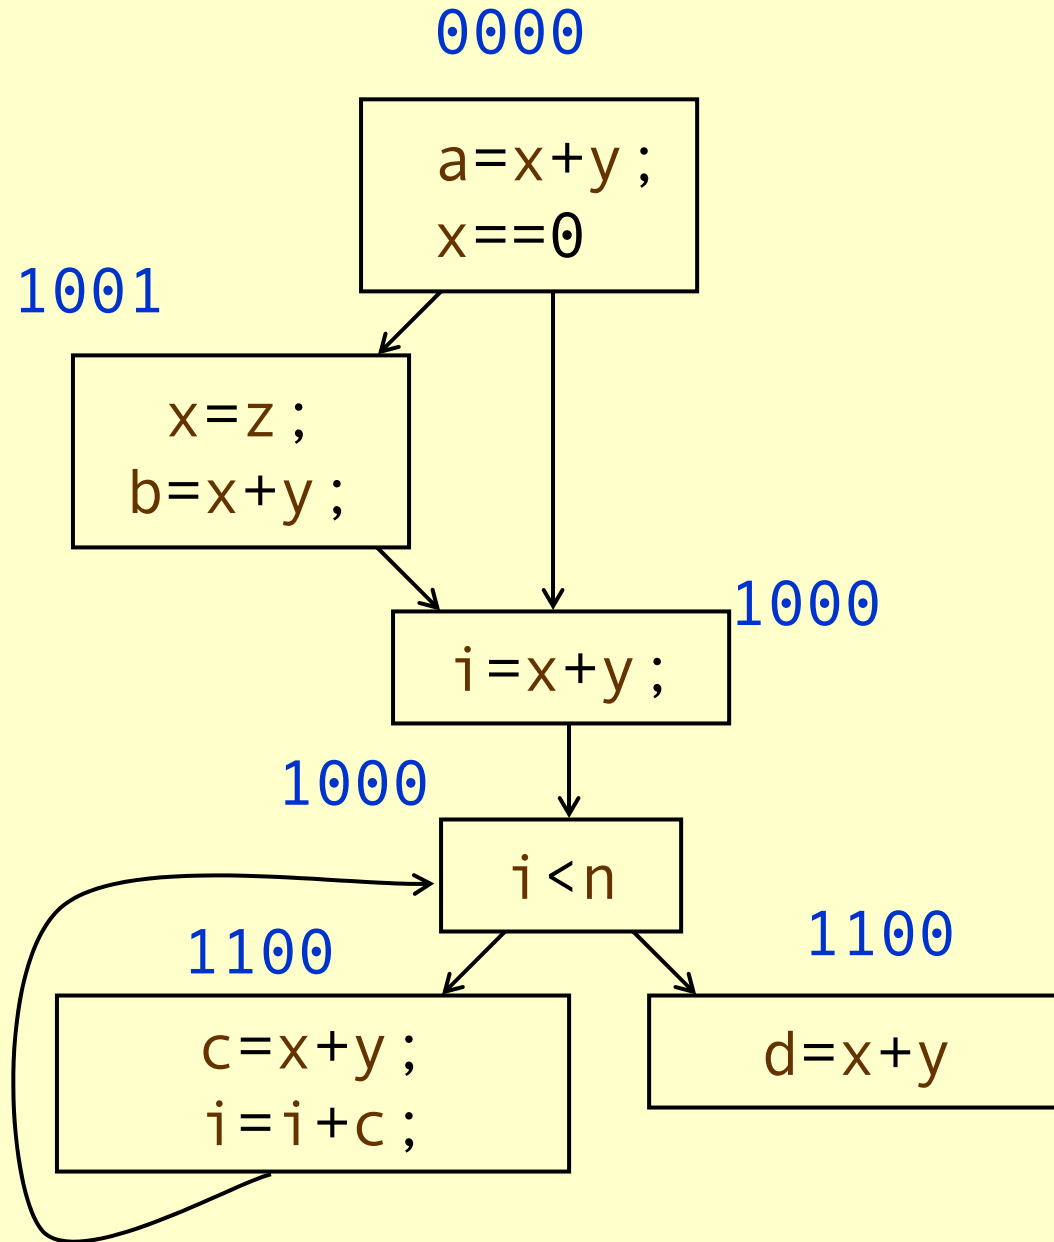 0000
a=x+y;
x==0
1001
x=z;
b=x+y;
1000
i=x+y;
1000
i<n
1100
1100
c=x+y;
i=i+c;
d=x+y